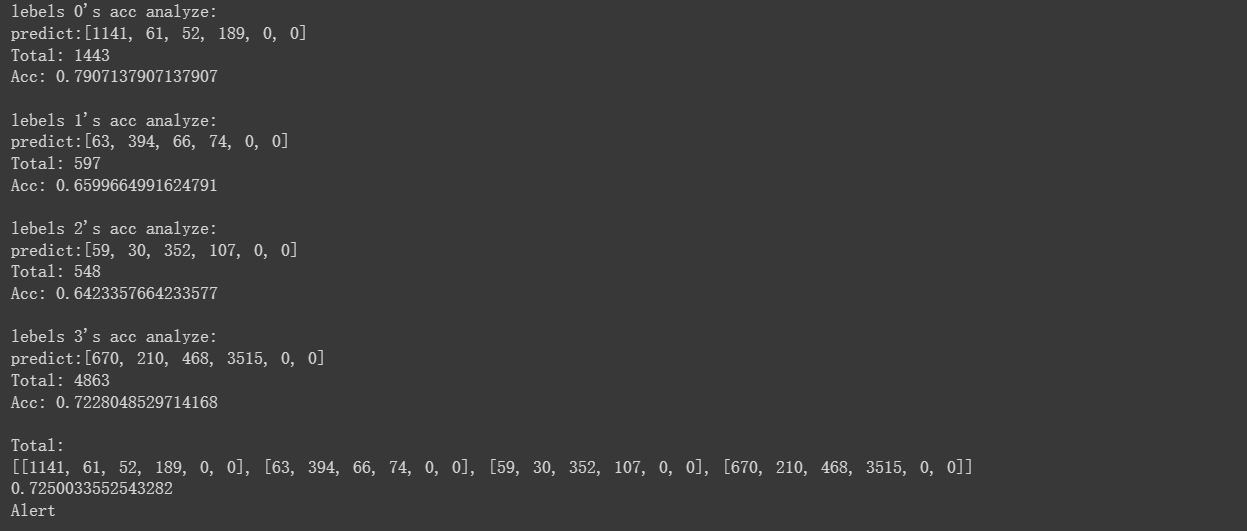 lebels 0's acc analyze:
predict:[1141, 61, 52, 189, 0, 0]
Total: 1443
Acc: 0.7907137907137907
lebels 1's acc analyze:
predict:[63, 394, 66, 74, 0, 0]
Total: 597
Acc: 0.6599664991624791
lebels 2's acc analyze:
predict:[59, 30, 352, 107, 0, 0]
Total: 548
Acc: 0.6423357664233577
lebels 3's acc analyze:
predict:[670, 210, 468, 3515, 0, 0]
Total: 4863
Acc: 0.7228048529714168
Total:
[[1141, 61, 52, 189, 0, 0], [63, 394, 66, 74, 0, 0], [59, 30, 352, 107, 0, 0], [670, 210, 468, 3515, 0, 0]]
0.7250033552543282
Alert